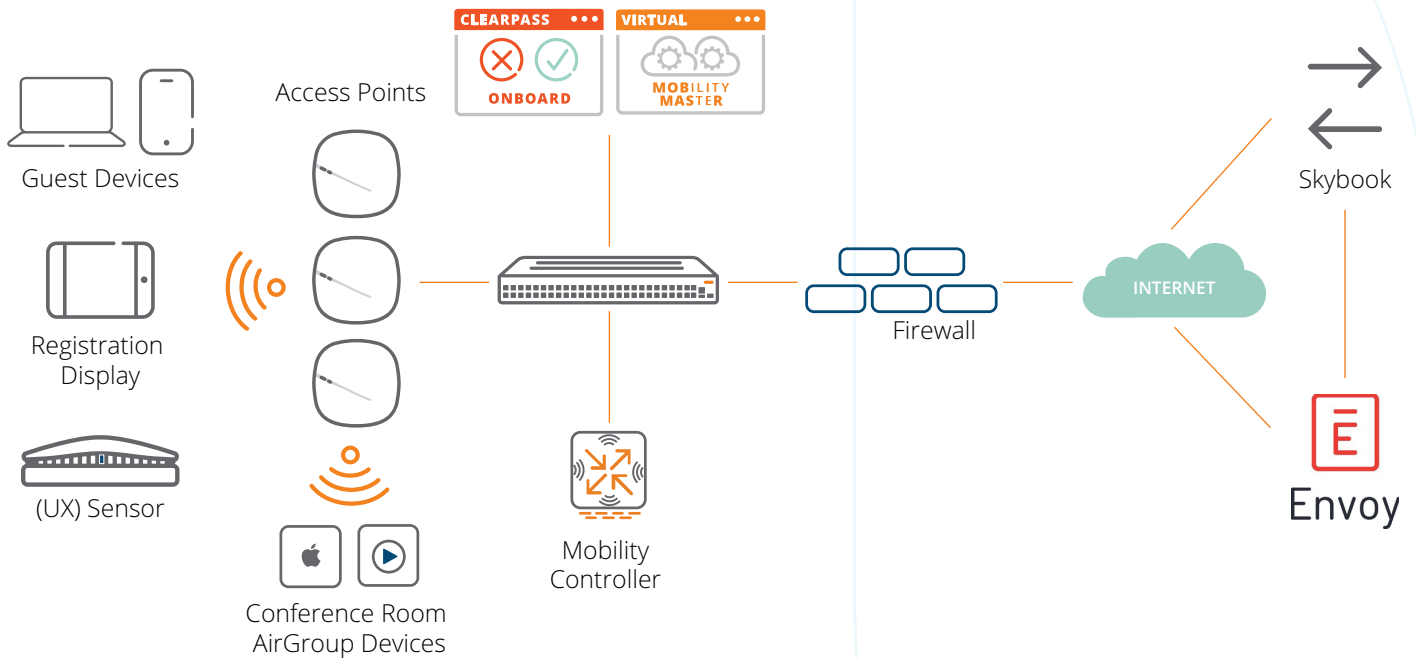 CLEARPASS
ONBOARD
VIRTUAL
MOBILITY
MASTER
Access Points
Guest Devices
Skybook
Registration
Display
INTERNET
Firewall
(UX) Sensor
E
Envoy
Mobility
Controller
Conference Room
AirGroup Devices